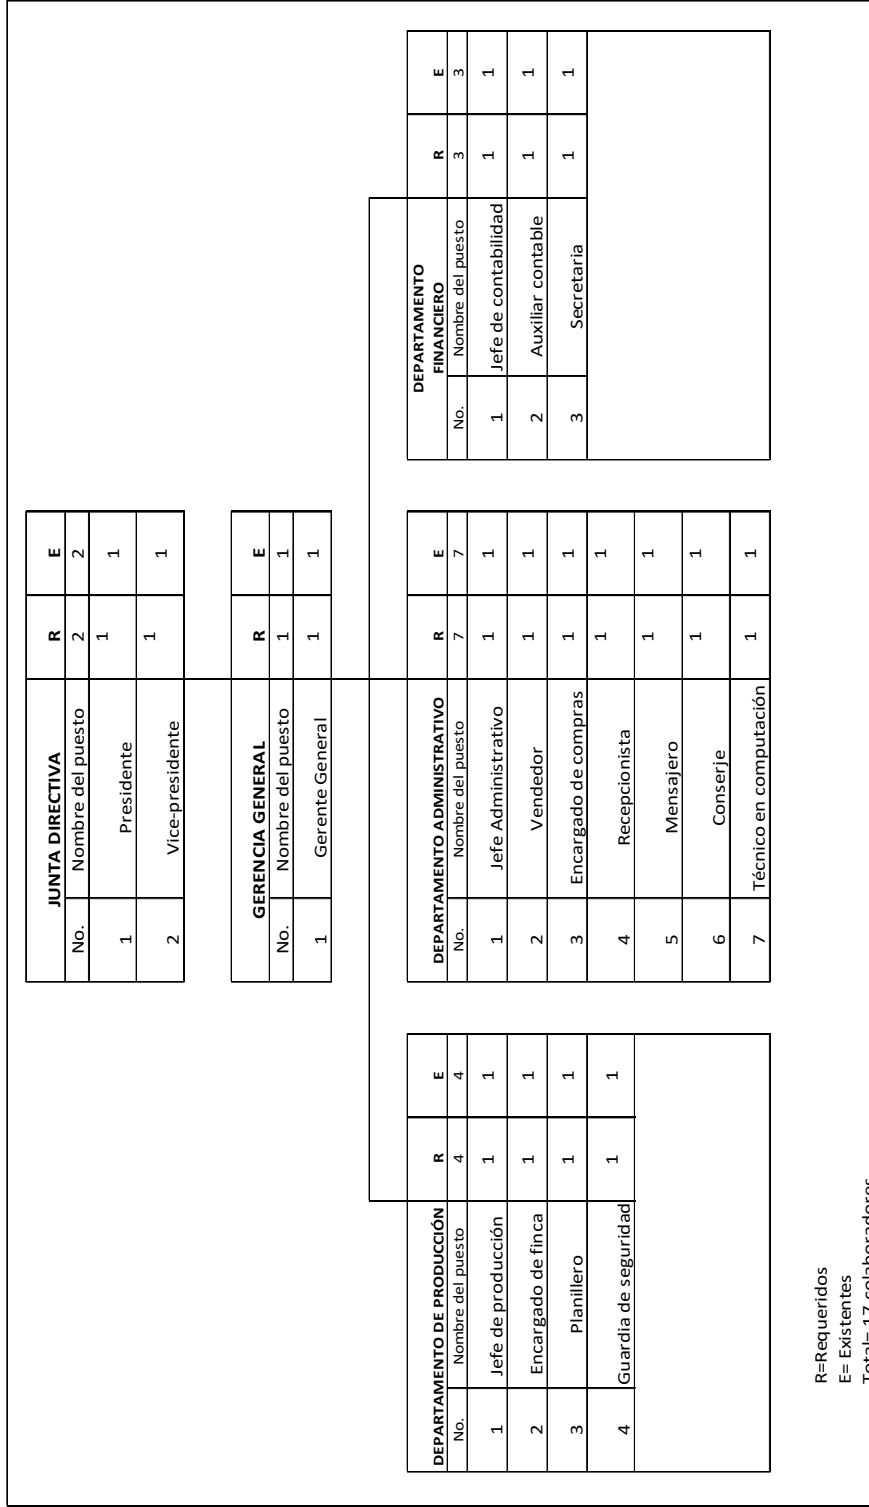 JUNTA DIRECTIVA R E
No. Nombre del puesto 2 2
1 Presidente 1 1
2 Vice-presidente 1 1
GERENCIA GENERAL R E
No. Nombre del puesto 1 1
1 Gerente General 1 1
DEPARTAMENTO DE PRODUCCIÓN R E
No. Nombre del puesto 4 4
1 Jefe de producción 1 1
2 Encargado de finca 1 1
3 Planillero 1 1
4 Guardia de seguridad 1 1
DEPARTAMENTO ADMINISTRATIVO R E
No. Nombre del puesto 7 7
1 Jefe Administrativo 1 1
2 Vendedor 1 1
3 Encargado de compras 1 1
4 Recepcionista 1 1
5 Mensajero 1 1
6 Conserje 1 1
7 Técnico en computación 1 1
DEPARTAMENTO
FINANCIERO R E
No. Nombre del puesto 3 3
1 Jefe de contabilidad 1 1
2 Auxiliar contable 1 1
3 Secretaria 1 1
R=Requeridos
E= Existentes
Total= 17 colaboradores